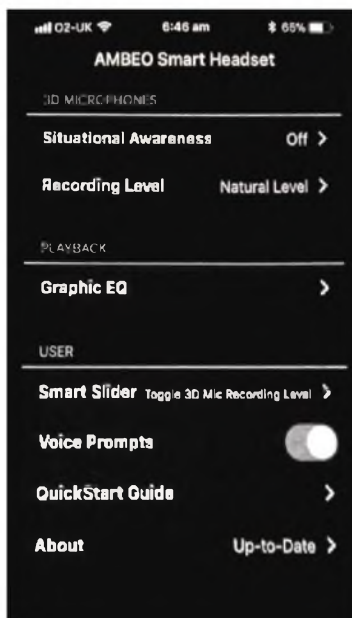 O2-UK 6:46 am 65%
AMBEO Smart Headset
3D MICROPHONES
Situational Awareness Off >
Recording Level Natural Level >
PLAYBACK
Graphic EQ >
USER
Smart Slider Toggle 3D Mic Recording Level >
Voice Prompts
QuickStart Guide >
About Up-to-Date >